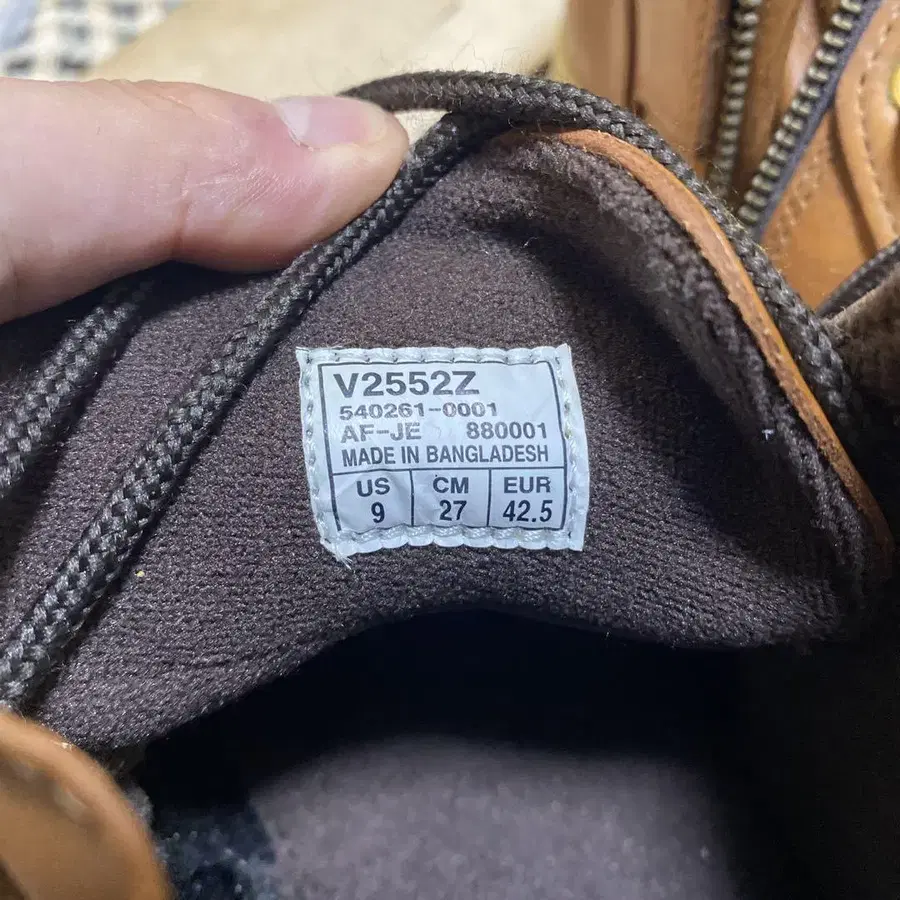 V2552Z
540261-0001
AF-JE 880001
MADE IN BANGLADESH
US CM EUR
9 27 42.5